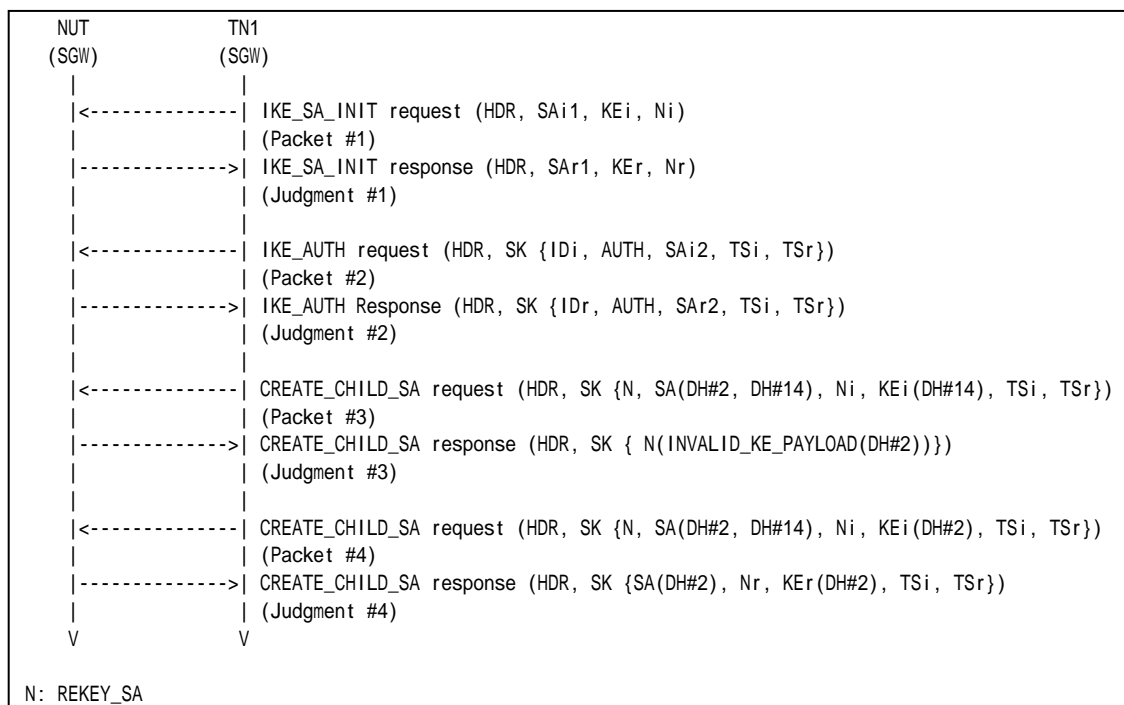 NUT TN1
(SGW) (SGW)
| |
|<--------------| IKE_SA_INIT request (HDR, SAi1, KEi, Ni)
| | (Packet #1)
|-------------->| IKE_SA_INIT response (HDR, SAr1, KEr, Nr)
| | (Judgment #1)
| |
|<--------------| IKE_AUTH request (HDR, SK {IDi, AUTH, SAi2, TSi, TSr})
| | (Packet #2)
|-------------->| IKE_AUTH Response (HDR, SK {IDr, AUTH, SAr2, TSi, TSr})
| | (Judgment #2)
| |
|<--------------| CREATE_CHILD_SA request (HDR, SK {N, SA(DH#2, DH#14), Ni, KEi(DH#14), TSi, TSr})
| | (Packet #3)
|-------------->| CREATE_CHILD_SA response (HDR, SK { N(INVALID_KE_PAYLOAD(DH#2))})
| | (Judgment #3)
| |
|<--------------| CREATE_CHILD_SA request (HDR, SK {N, SA(DH#2, DH#14), Ni, KEi(DH#2), TSi, TSr})
| | (Packet #4)
|-------------->| CREATE_CHILD_SA response (HDR, SK {SA(DH#2), Nr, KEr(DH#2), TSi, TSr})
| | (Judgment #4)
V V
N: REKEY_SA